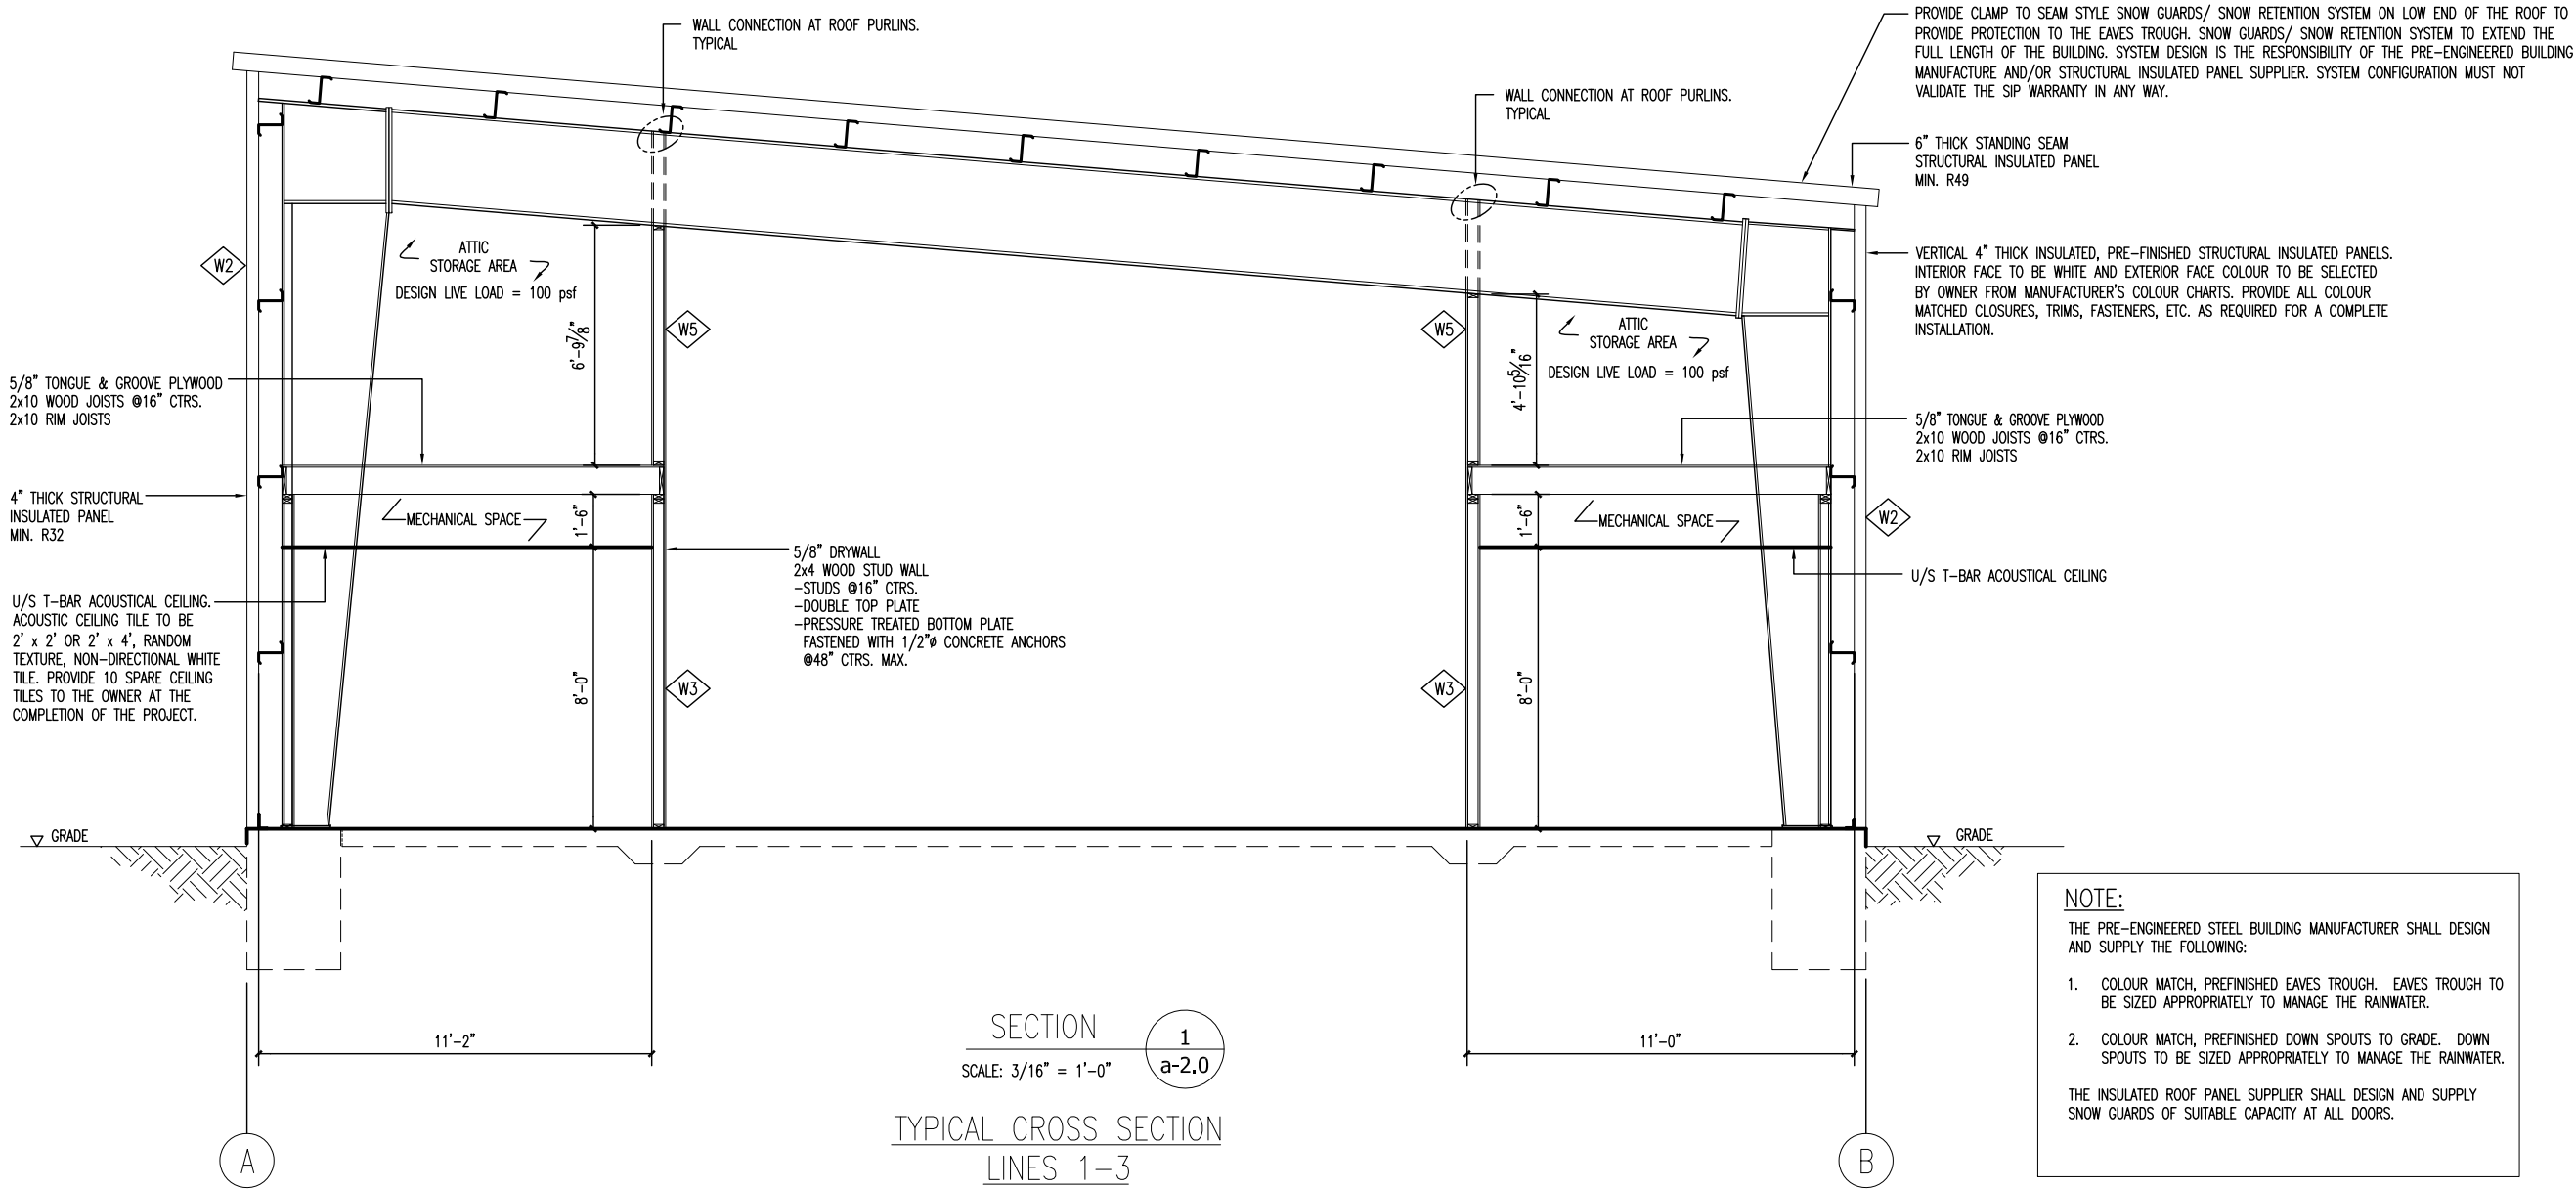 WALL CONNECTION AT ROOF PURLINS.
TYPICAL
PROVIDE CLAMP TO SEAM STYLE SNOW GUARDS/ SNOW RETENTION SYSTEM ON LOW END OF THE ROOF TO
PROVIDE PROTECTION TO THE EAVES TROUGH. SNOW GUARDS/ SNOW RETENTION SYSTEM TO EXTEND THE
FULL LENGTH OF THE BUILDING. SYSTEM DESIGN IS THE RESPONSIBILITY OF THE PRE-ENGINEERED BUILDING
MANUFACTURE AND/OR STRUCTURAL INSULATED PANEL SUPPLIER. SYSTEM CONFIGURATION MUST NOT
VALIDATE THE SIP WARRANTY IN ANY WAY.
WALL CONNECTION AT ROOF PURLINS.
TYPICAL
6" THICK STANDING SEAM
STRUCTURAL INSULATED PANEL
MIN. R49
W2
ATTIC
STORAGE AREA
DESIGN LIVE LOAD = 100 psf
VERTICAL 4" THICK INSULATED, PRE-FINISHED STRUCTURAL INSULATED PANELS.
INTERIOR FACE TO BE WHITE AND EXTERIOR FACE COLOUR TO BE SELECTED
BY OWNER FROM MANUFACTURER'S COLOUR CHARTS. PROVIDE ALL COLOUR
MATCHED CLOSURES, TRIMS, FASTENERS, ETC. AS REQUIRED FOR A COMPLETE
INSTALLATION.
6'-9⅞"
W5
W5
ATTIC
STORAGE AREA
DESIGN LIVE LOAD = 100 psf
4'-10 5/16"
5/8" TONGUE & GROOVE PLYWOOD
2x10 WOOD JOISTS @16" CTRS.
2x10 RIM JOISTS
5/8" TONGUE & GROOVE PLYWOOD
2x10 WOOD JOISTS @16" CTRS.
2x10 RIM JOISTS
4" THICK STRUCTURAL
INSULATED PANEL
MIN. R32
MECHANICAL SPACE
1'-6"
1'-6"
MECHANICAL SPACE
W2
5/8" DRYWALL
2x4 WOOD STUD WALL
-STUDS @16" CTRS.
-DOUBLE TOP PLATE
-PRESSURE TREATED BOTTOM PLATE
FASTENED WITH 1/2"ø CONCRETE ANCHORS
@48" CTRS. MAX.
U/S T-BAR ACOUSTICAL CEILING
U/S T-BAR ACOUSTICAL CEILING.
ACOUSTIC CEILING TILE TO BE
2' x 2' OR 2' x 4', RANDOM
TEXTURE, NON-DIRECTIONAL WHITE
TILE. PROVIDE 10 SPARE CEILING
TILES TO THE OWNER AT THE
COMPLETION OF THE PROJECT.
8'-0"
W3
W3
8'-0"
GRADE
GRADE
NOTE:
THE PRE-ENGINEERED STEEL BUILDING MANUFACTURER SHALL DESIGN
AND SUPPLY THE FOLLOWING:
1. COLOUR MATCH, PREFINISHED EAVES TROUGH. EAVES TROUGH TO
BE SIZED APPROPRIATELY TO MANAGE THE RAINWATER.
2. COLOUR MATCH, PREFINISHED DOWN SPOUTS TO GRADE. DOWN
SPOUTS TO BE SIZED APPROPRIATELY TO MANAGE THE RAINWATER.
THE INSULATED ROOF PANEL SUPPLIER SHALL DESIGN AND SUPPLY
SNOW GUARDS OF SUITABLE CAPACITY AT ALL DOORS.
11'-2"
11'-0"
SECTION
1
a-2.0
SCALE: 3/16" = 1'-0"
TYPICAL CROSS SECTION
LINES 1-3
A
B